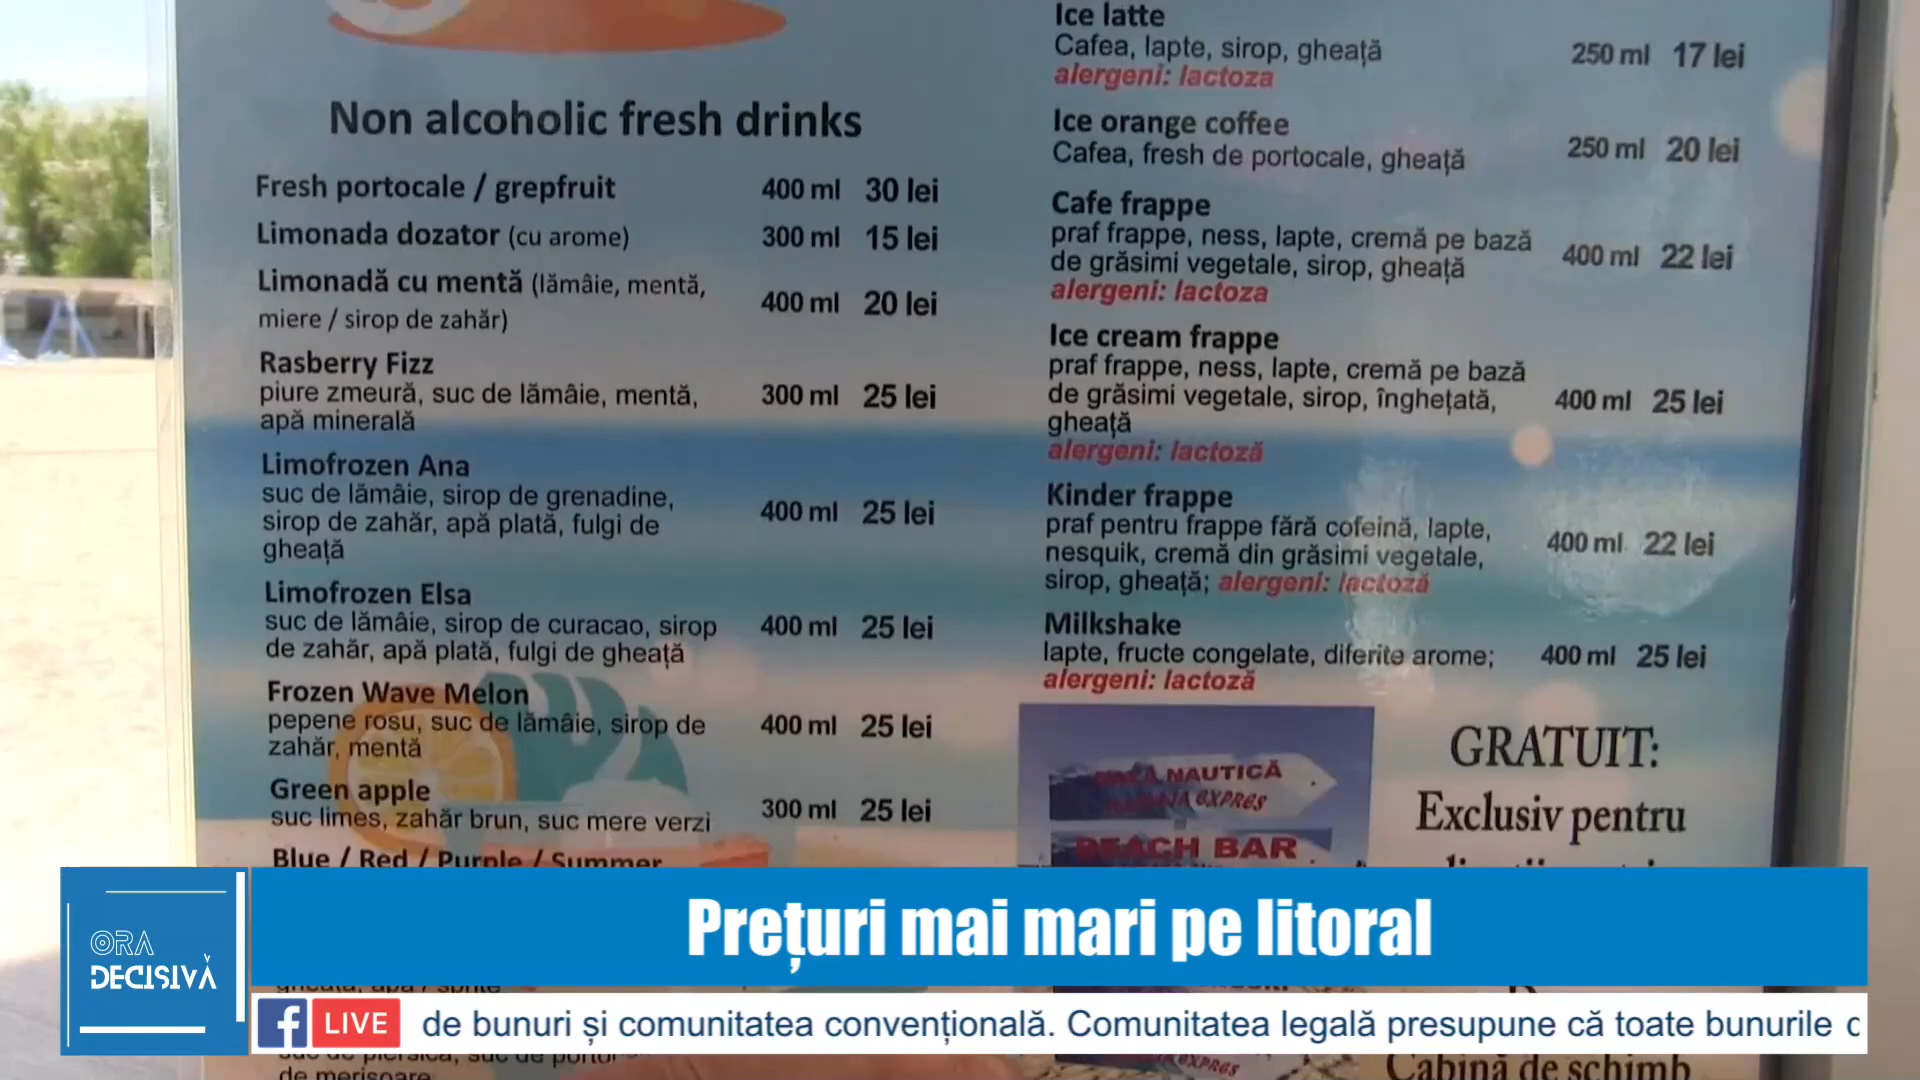 Non alcoholic fresh drinks
Fresh portocale / grepfruit 400 ml 30 lei
Limonada dozator (cu arome) 300 ml 15 lei
Limonadă cu mentă (lămâie, mentă,
miere / sirop de zahăr) 400 ml 20 lei
Rasberry Fizz
piure zmeură, suc de lămâie, mentă, 300 ml 25 lei
apă minerală
Limofrozen Ana
suc de lămâie, sirop de grenadine,
sirop de zahăr, apă plată, fulgi de 400 ml 25 lei
gheață
Limofrozen Elsa
suc de lămâie, sirop de curacao, sirop 400 ml 25 lei
de zahăr, apă plată, fulgi de gheață
Frozen Wave Melon
pepene rosu, suc de lămâie, sirop de 400 ml 25 lei
zahăr, mentă
Green apple
suc limes, zahăr brun, suc mere verzi 300 ml 25 lei
Blue / Red / Purple / Summer
Ice latte
Cafea, lapte, sirop, gheață 250 ml 17 lei
alergeni: lactoza
Ice orange coffee
Cafea, fresh de portocale, gheață 250 ml 20 lei
Cafe frappe
praf frappe, ness, lapte, cremă pe bază
de grăsimi vegetale, sirop, gheață 400 ml 22 lei
alergeni: lactoza
Ice cream frappe
praf frappe, ness, lapte, cremă pe bază
de grăsimi vegetale, sirop, înghețată, 400 ml 25 lei
gheață
alergeni: lactoză
Kinder frappe
praf pentru frappe fără cofeină, lapte,
nesquik, cremă din grăsimi vegetale, 400 ml 22 lei
sirop, gheață; alergeni: lactoză
Milkshake
lapte, fructe congelate, diferite arome; 400 ml 25 lei
alergeni: lactoză
NAUTICĂ
EXPRES
BEACH BAR
GRATUIT:
Exclusiv pentru
ORA
DECISIVĂ
Prețuri mai mari pe litoral
LIVE de bunuri și comunitatea convențională. Comunitatea legală presupune că toate bunurile
EXPRES
Cabină de schimb
de merisoare